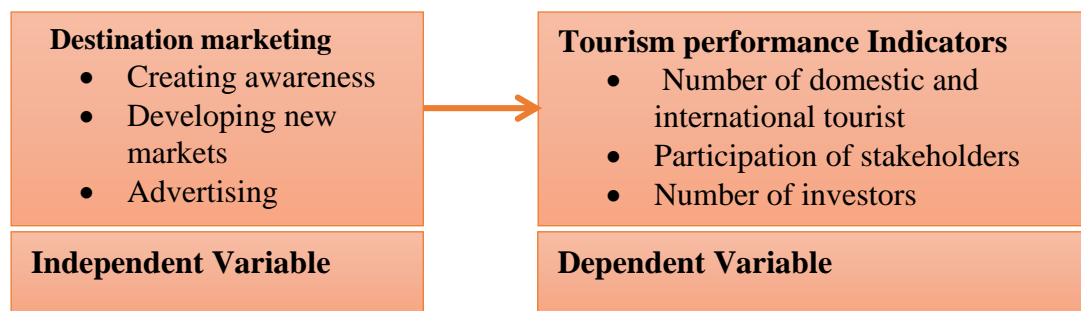 Destination marketing
• Creating awareness
• Developing new
markets
• Advertising
Independent Variable
Tourism performance Indicators
• Number of domestic and
international tourist
• Participation of stakeholders
• Number of investors
Dependent Variable